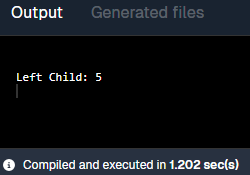 Output Generated files
Left Child: 5
Compiled and executed in 1.202 sec(s)